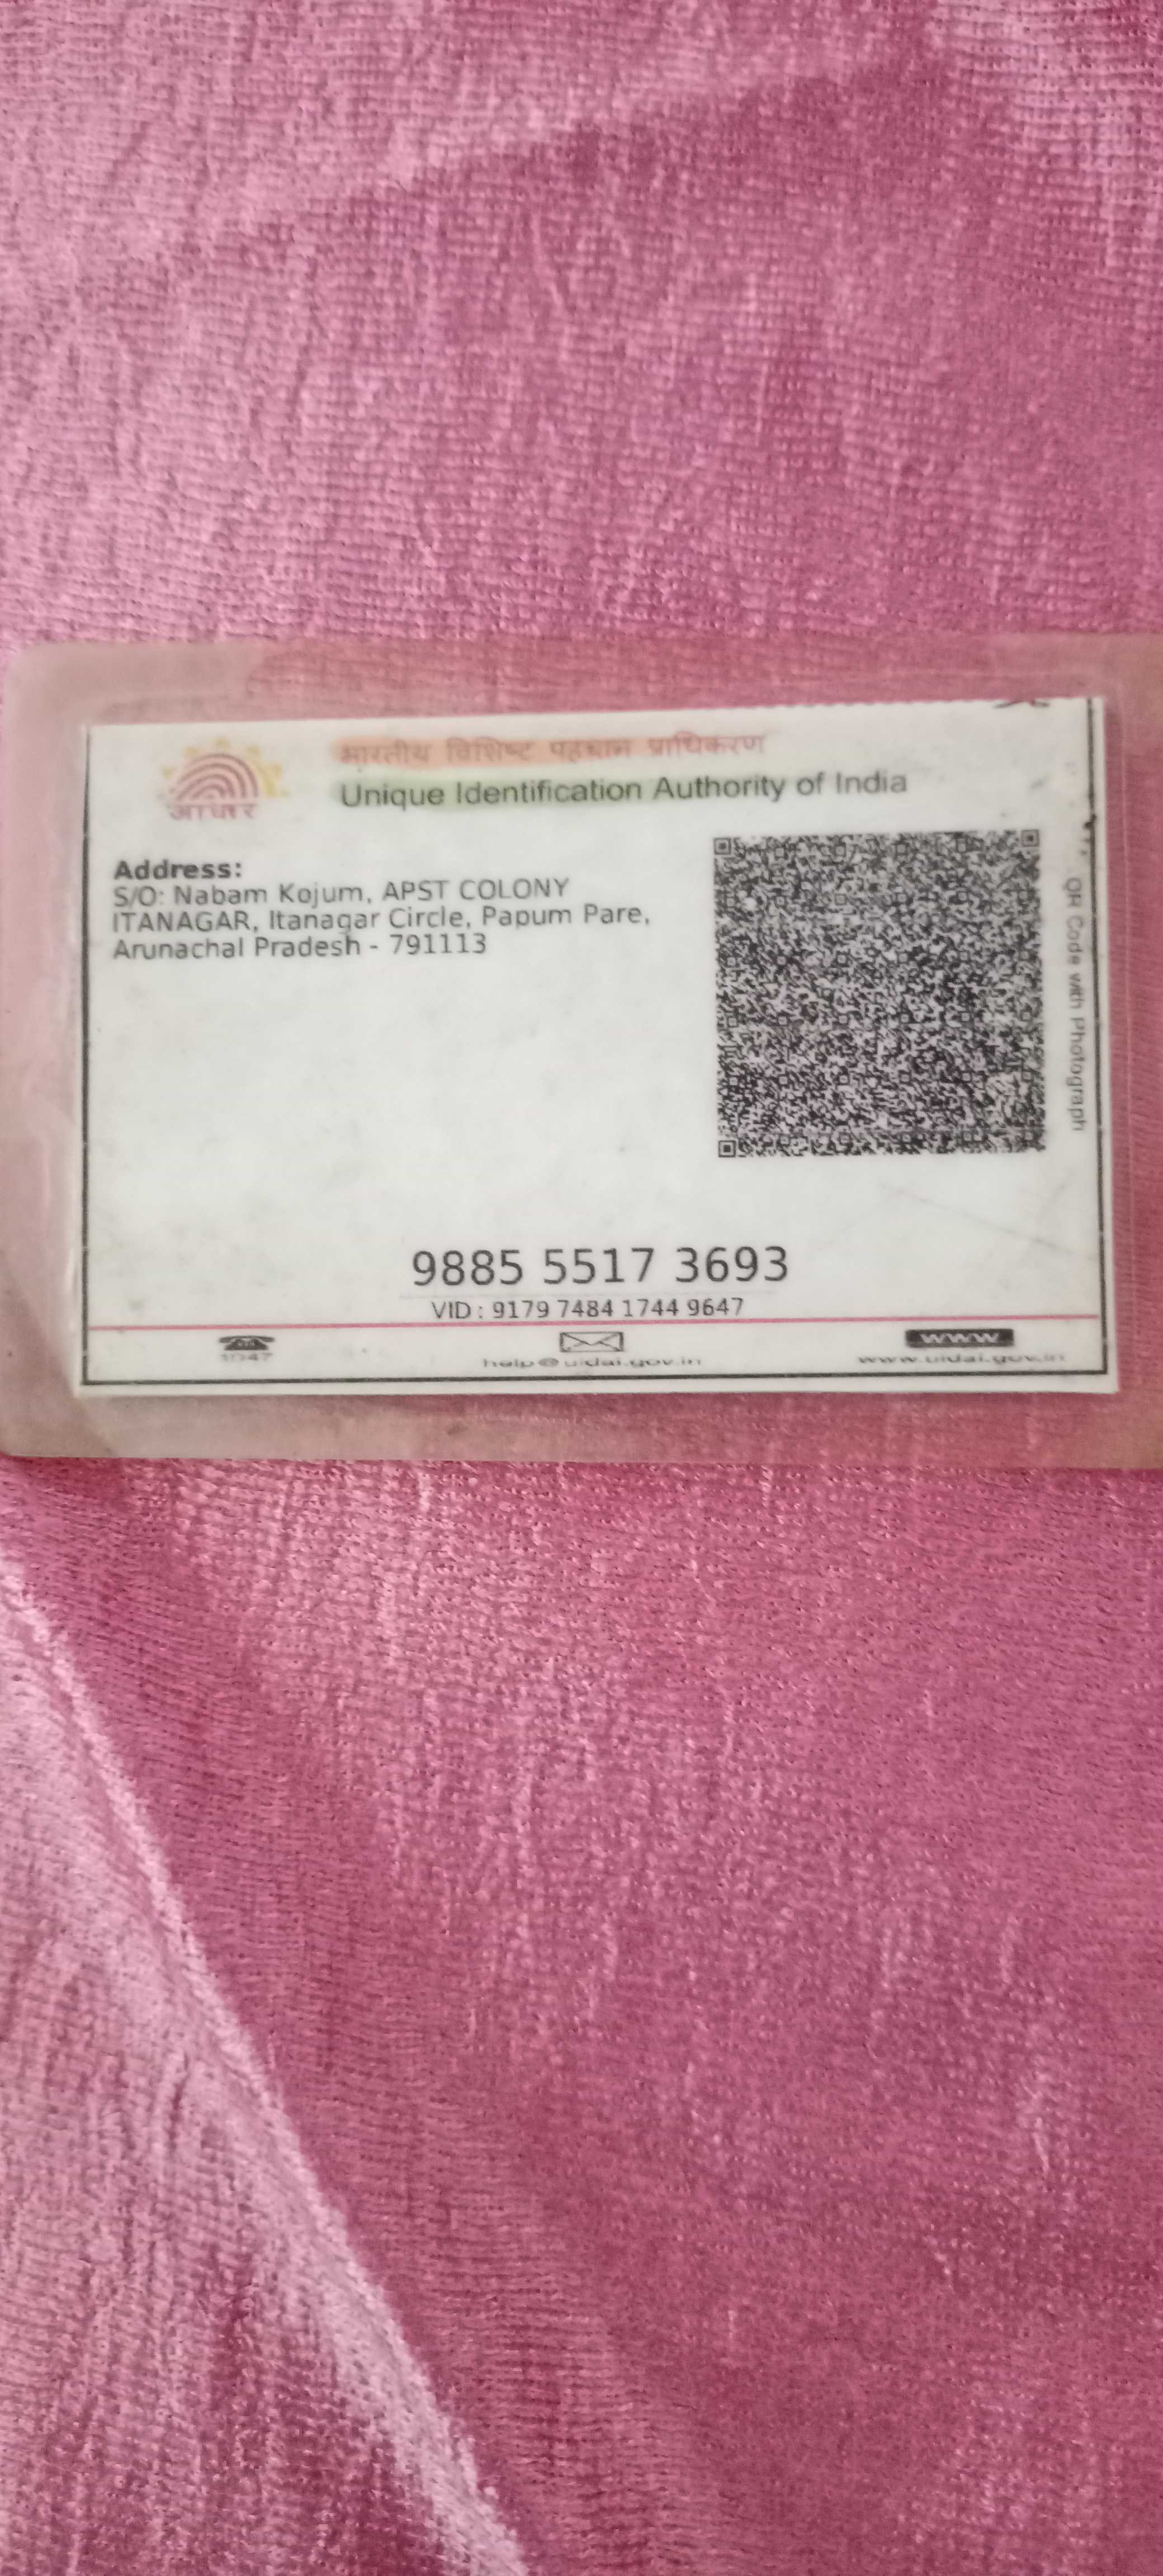 भारतीय विशिष्ट पहचान प्राधिकरण
Unique Identification Authority of India
आधार
Address:
S/O: Nabam Kojum, APST COLONY
ITANAGAR, Itanagar Circle, Papum Pare,
Arunachal Pradesh - 791113
QR Code with Photograph
9885 5517 3693
VID : 9179 7484 1744 9647
1947
help@uidai.gov.in
WWW
www.uidai.gov.in